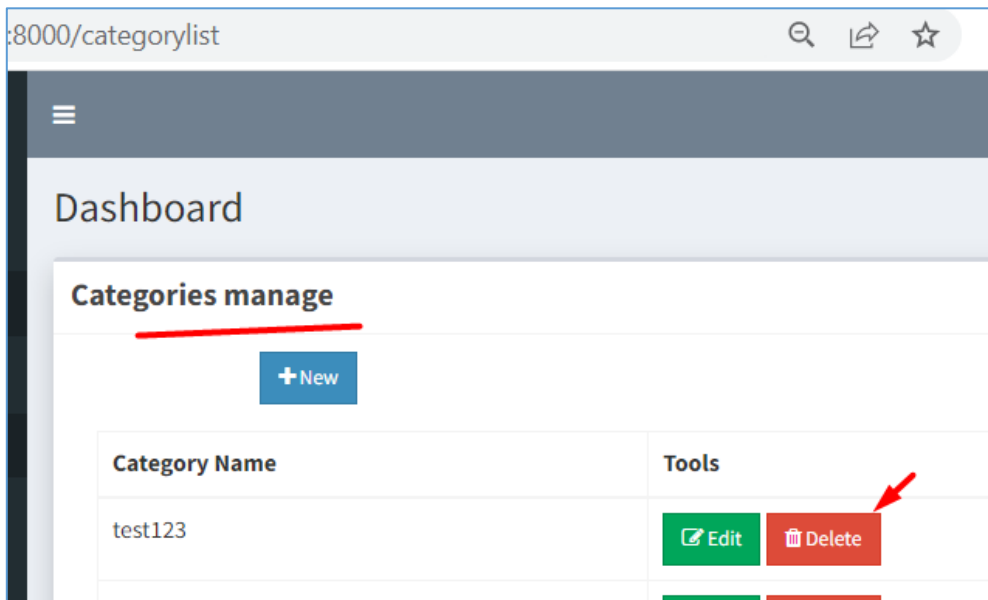 :8000/categorylist
Dashboard
Categories manage
New
Category Name Tools
test123 Edit Delete